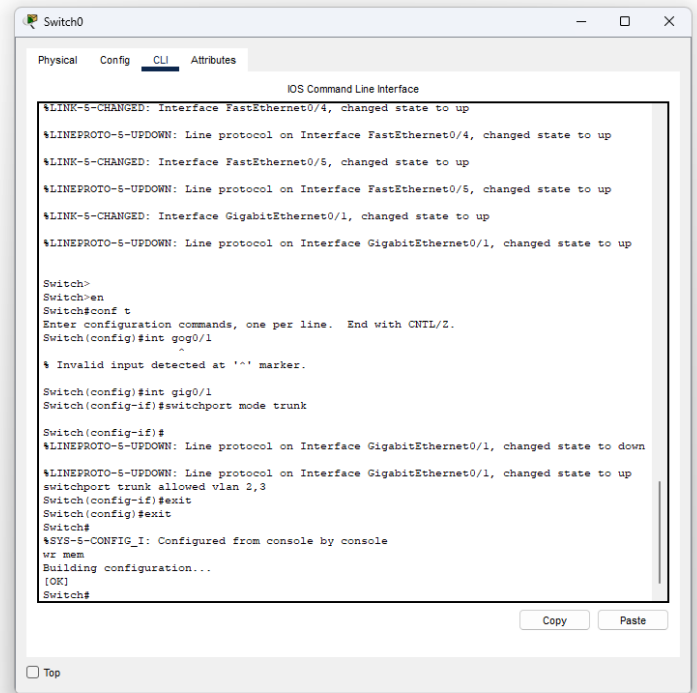 Switch0
Physical Config CLI Attributes
IOS Command Line Interface
%LINK-5-CHANGED: Interface FastEthernet0/4, changed state to up
%LINEPROTO-5-UPDOWN: Line protocol on Interface FastEthernet0/4, changed state to up
%LINK-5-CHANGED: Interface FastEthernet0/5, changed state to up
%LINEPROTO-5-UPDOWN: Line protocol on Interface FastEthernet0/5, changed state to up
%LINK-5-CHANGED: Interface GigabitEthernet0/1, changed state to up
%LINEPROTO-5-UPDOWN: Line protocol on Interface GigabitEthernet0/1, changed state to up
Switch>
Switch>en
Switch#conf t
Enter configuration commands, one per line.  End with CNTL/Z.
Switch(config)#int gog0/1
^
% Invalid input detected at '^' marker.
Switch(config)#int gig0/1
Switch(config-if)#switchport mode trunk
Switch(config-if)#
%LINEPROTO-5-UPDOWN: Line protocol on Interface GigabitEthernet0/1, changed state to down
%LINEPROTO-5-UPDOWN: Line protocol on Interface GigabitEthernet0/1, changed state to up
switchport trunk allowed vlan 2,3
Switch(config-if)#exit
Switch(config)#exit
Switch#
%SYS-5-CONFIG_I: Configured from console by console
wr mem
Building configuration...
[OK]
Switch#
Copy Paste
Top